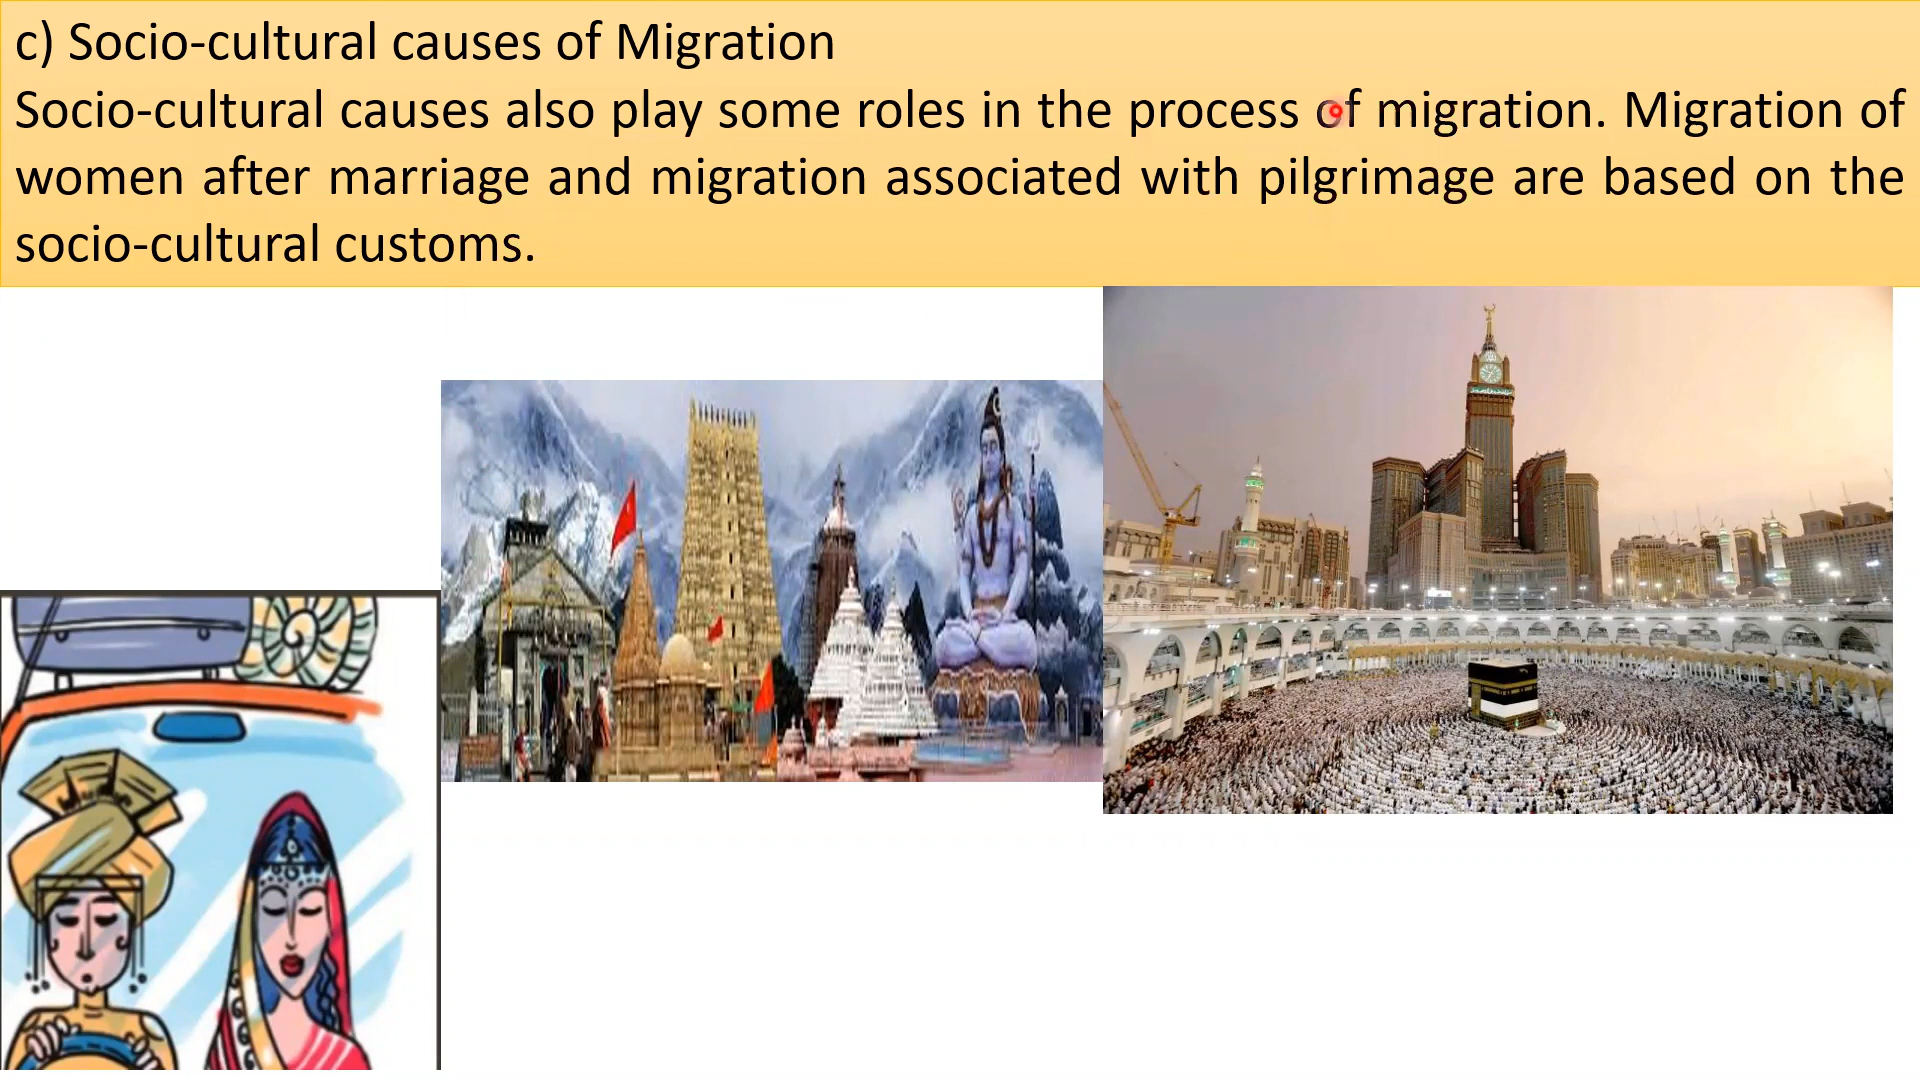 c) Socio-cultural causes of Migration
Socio-cultural causes also play some roles in the process of migration. Migration of
women after marriage and migration associated with pilgrimage are based on the
socio-cultural customs.